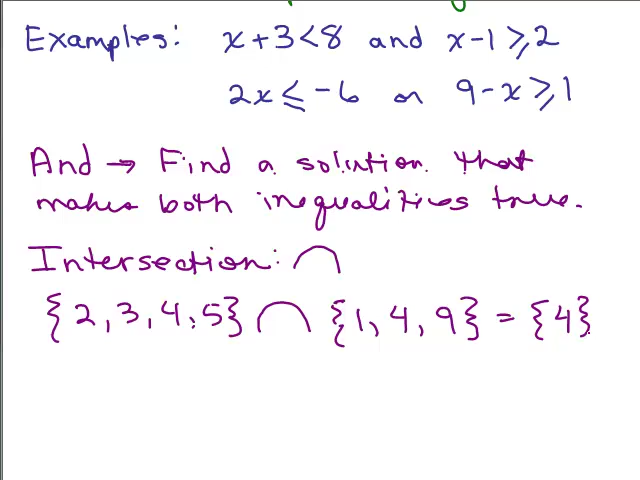 Examples: x + 3 < 8 and x - 1 ≥ 2
2x ≤ -6 or 9 - x ≥ 1
And → Find a solution that
makes both inequalities true.
Intersection: ∩
{2, 3, 4, 5} ∩ {1, 4, 9} = {4}